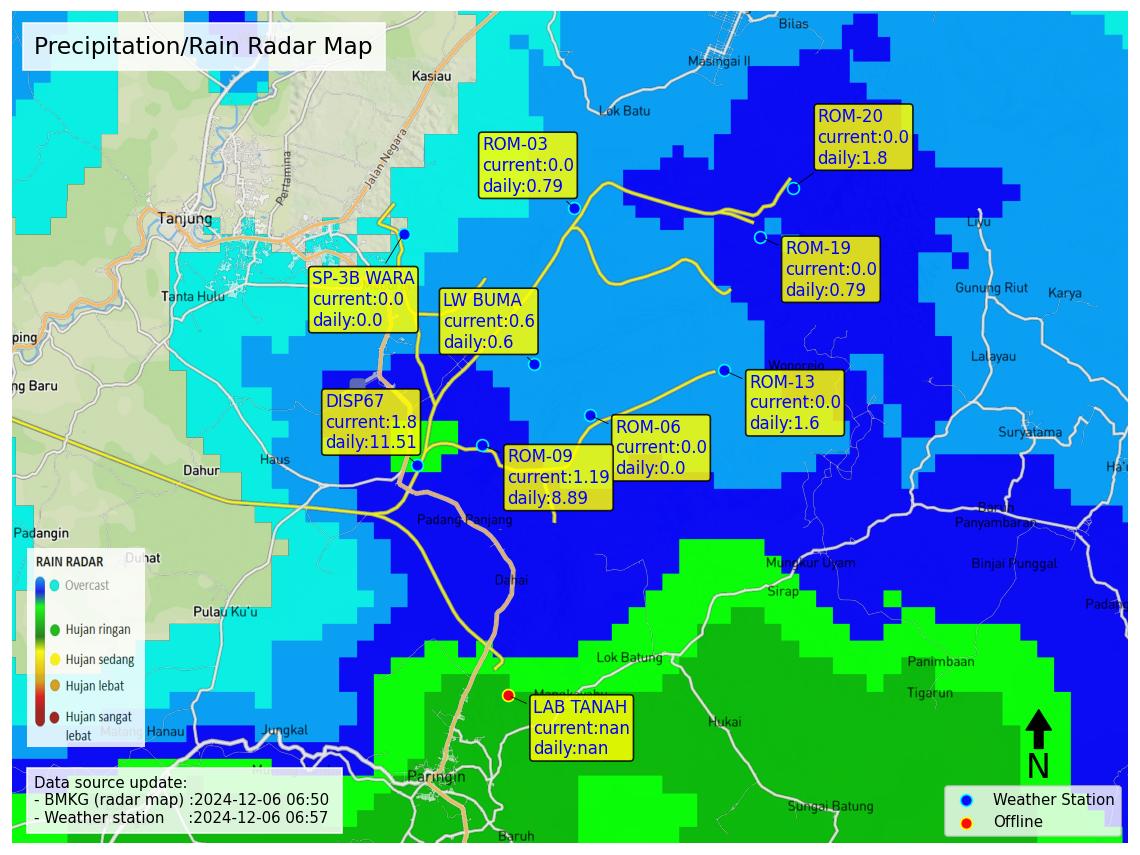 Precipitation/Rain Radar Map
Bilas
Masingai II
Kasiau
Lok Batu
Jalan Negara
Pertamina
ROM-20
current:0.0
daily:1.8
ROM-03
current:0.0
daily:0.79
Tanjung
Liyu
ROM-19
current:0.0
daily:0.79
SP-3B WARA
current:0.0
daily:0.0
Tanta Hulu
LW BUMA
current:0.6
daily:0.6
Gunung Riut
Karya
ping
Lalayau
ng Baru
Wonorejo
ROM-13
current:0.0
daily:1.6
DISP67
current:1.8
daily:11.51
ROM-06
current:0.0
daily:0.0
Suryatama
Haus
Dahur
ROM-09
current:1.19
daily:8.89
Ha'u
Padang Panjang
Baruh
Panyambaran
Padangin
Duhat
Mungkur Uyam
Binjai Punggal
Dahai
Sirap
Padang
Pulau Ku'u
RAIN RADAR
Overcast
Hujan ringan
Hujan sedang
Hujan lebat
Hujan sangat
lebat
Lok Batung
Panimbaan
Tigarun
LAB TANAH
current:nan
daily:nan
Hukai
Hanau
Jungkal
N
Paringin
Data source update:
- BMKG (radar map) :2024-12-06 06:50
- Weather station :2024-12-06 06:57
Sungai Batung
Baruh
Weather Station
Offline